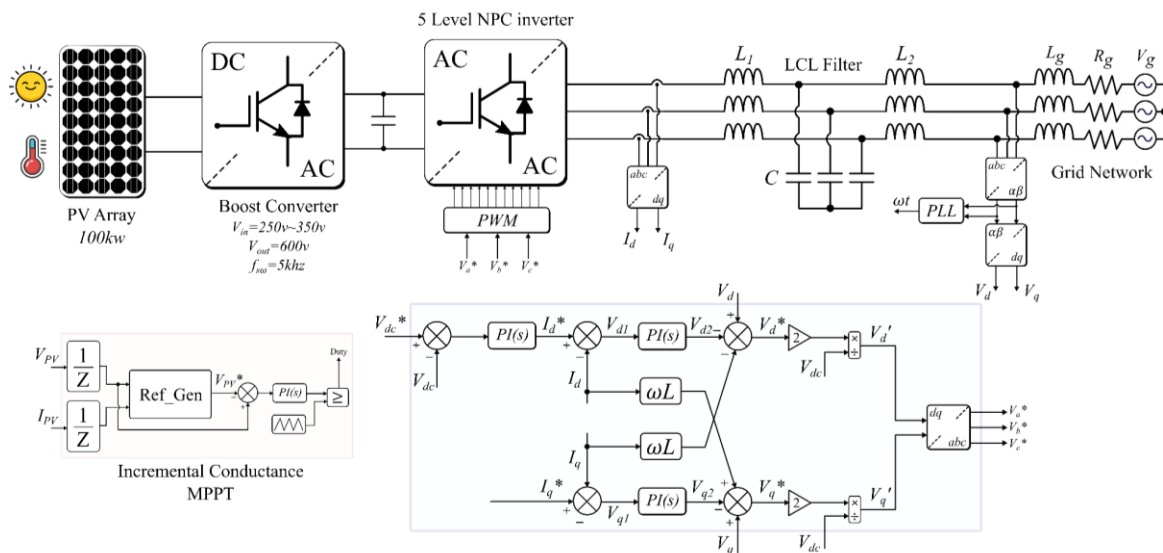 5 Level NPC inverter
DC
AC
AC
AC
L1
LCL Filter
L2
Lg
Rg
Vg
C
PV Array
100kw
Boost Converter
Vin=250v~350v
Vout=600v
fsω=5khz
PWM
Va*
Vb*
Vc*
abc
dq
Id
Iq
Grid Network
abc
αβ
ωt
PLL
αβ
dq
Vd
Vq
VPV
1
Z
IPV
1
Z
Ref_Gen
VPV*
−
+
PI(s)
≥
Duty
Incremental Conductance
MPPT
Vdc*
+
−
Vdc
PI(s)
Id*
+
−
Id
Vd1
PI(s)
Vd2
−
Vd
+
−
Vd*
2
Vdc
×
÷
Vd'
ωL
ωL
Iq
Iq*
−
Vq1
PI(s)
Vq2
+
−
+
Vq
Vq*
2
Vdc
×
÷
Vq'
dq
abc
Va*
Vb*
Vc*